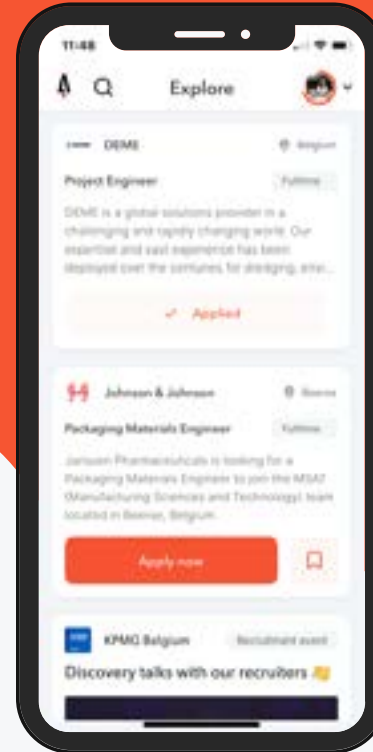 11:48
Explore
DEME
Belgium
Project Engineer
Fulltime
DEME is a global solutions provider in a
challenging and rapidly changing world. Our
expertise and vast experience has been
deployed over the centuries, for dredging,
Applied
Johnson & Johnson
Beerse
Packaging Materials Engineer
Fulltime
Janssen Pharmaceuticals is looking for a
Packaging Materials Engineer to join the MSAT
(Manufacturing Sciences and Technology) team
located in Beerse, Belgium.
Apply now
KPMG Belgium
Recruitment event
Discovery talks with our recruiters 👋